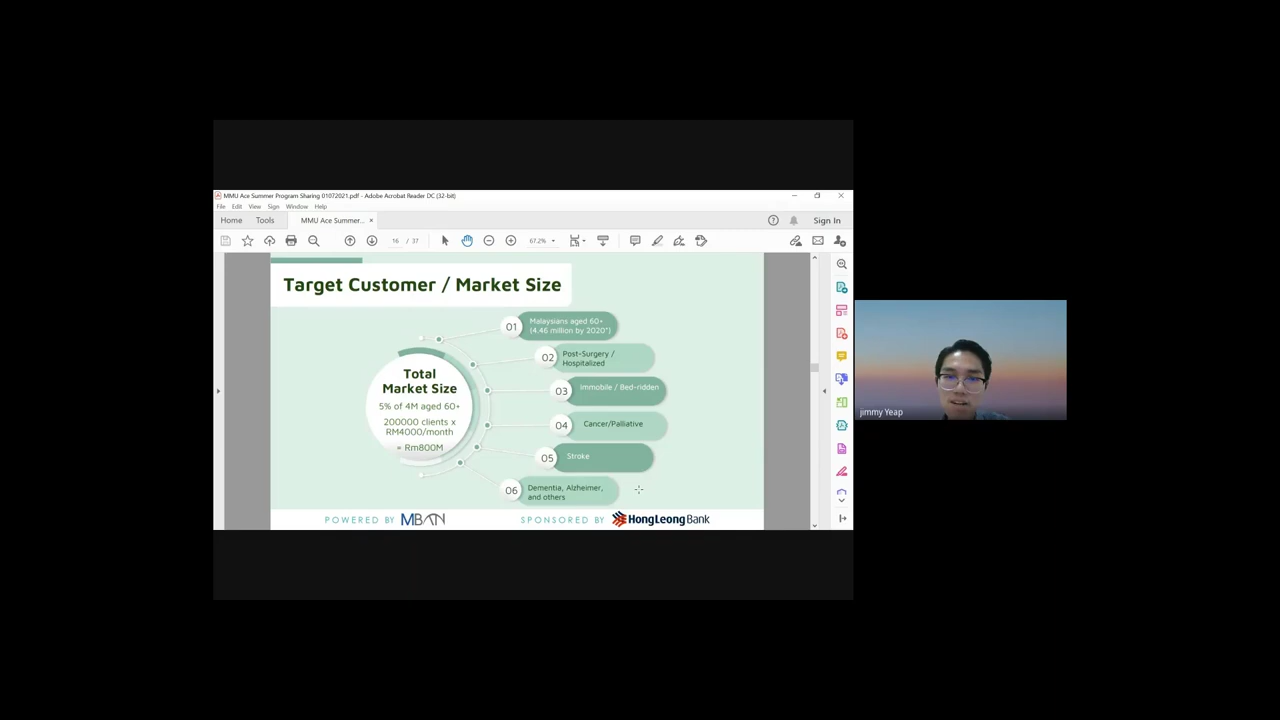 MMU Ace Summer Program Sharing 01072021.pdf - Adobe Acrobat Reader DC (32-bit)
File Edit View Sign Window Help
Home Tools MMU Ace Summer... × Sign In
16 / 37 67.2%
Target Customer / Market Size
Total
Market Size
5% of 4M aged 60+
200000 clients x
RM4000/month
= Rm800M
01 Malaysians aged 60+
(4.46 million by 2020*)
02 Post-Surgery /
Hospitalized
03 Immobile / Bed-ridden
04 Cancer/Palliative
05 Stroke
06 Dementia, Alzheimer,
and others
POWERED BY MBAN SPONSORED BY HongLeong Bank
jimmy Yeap